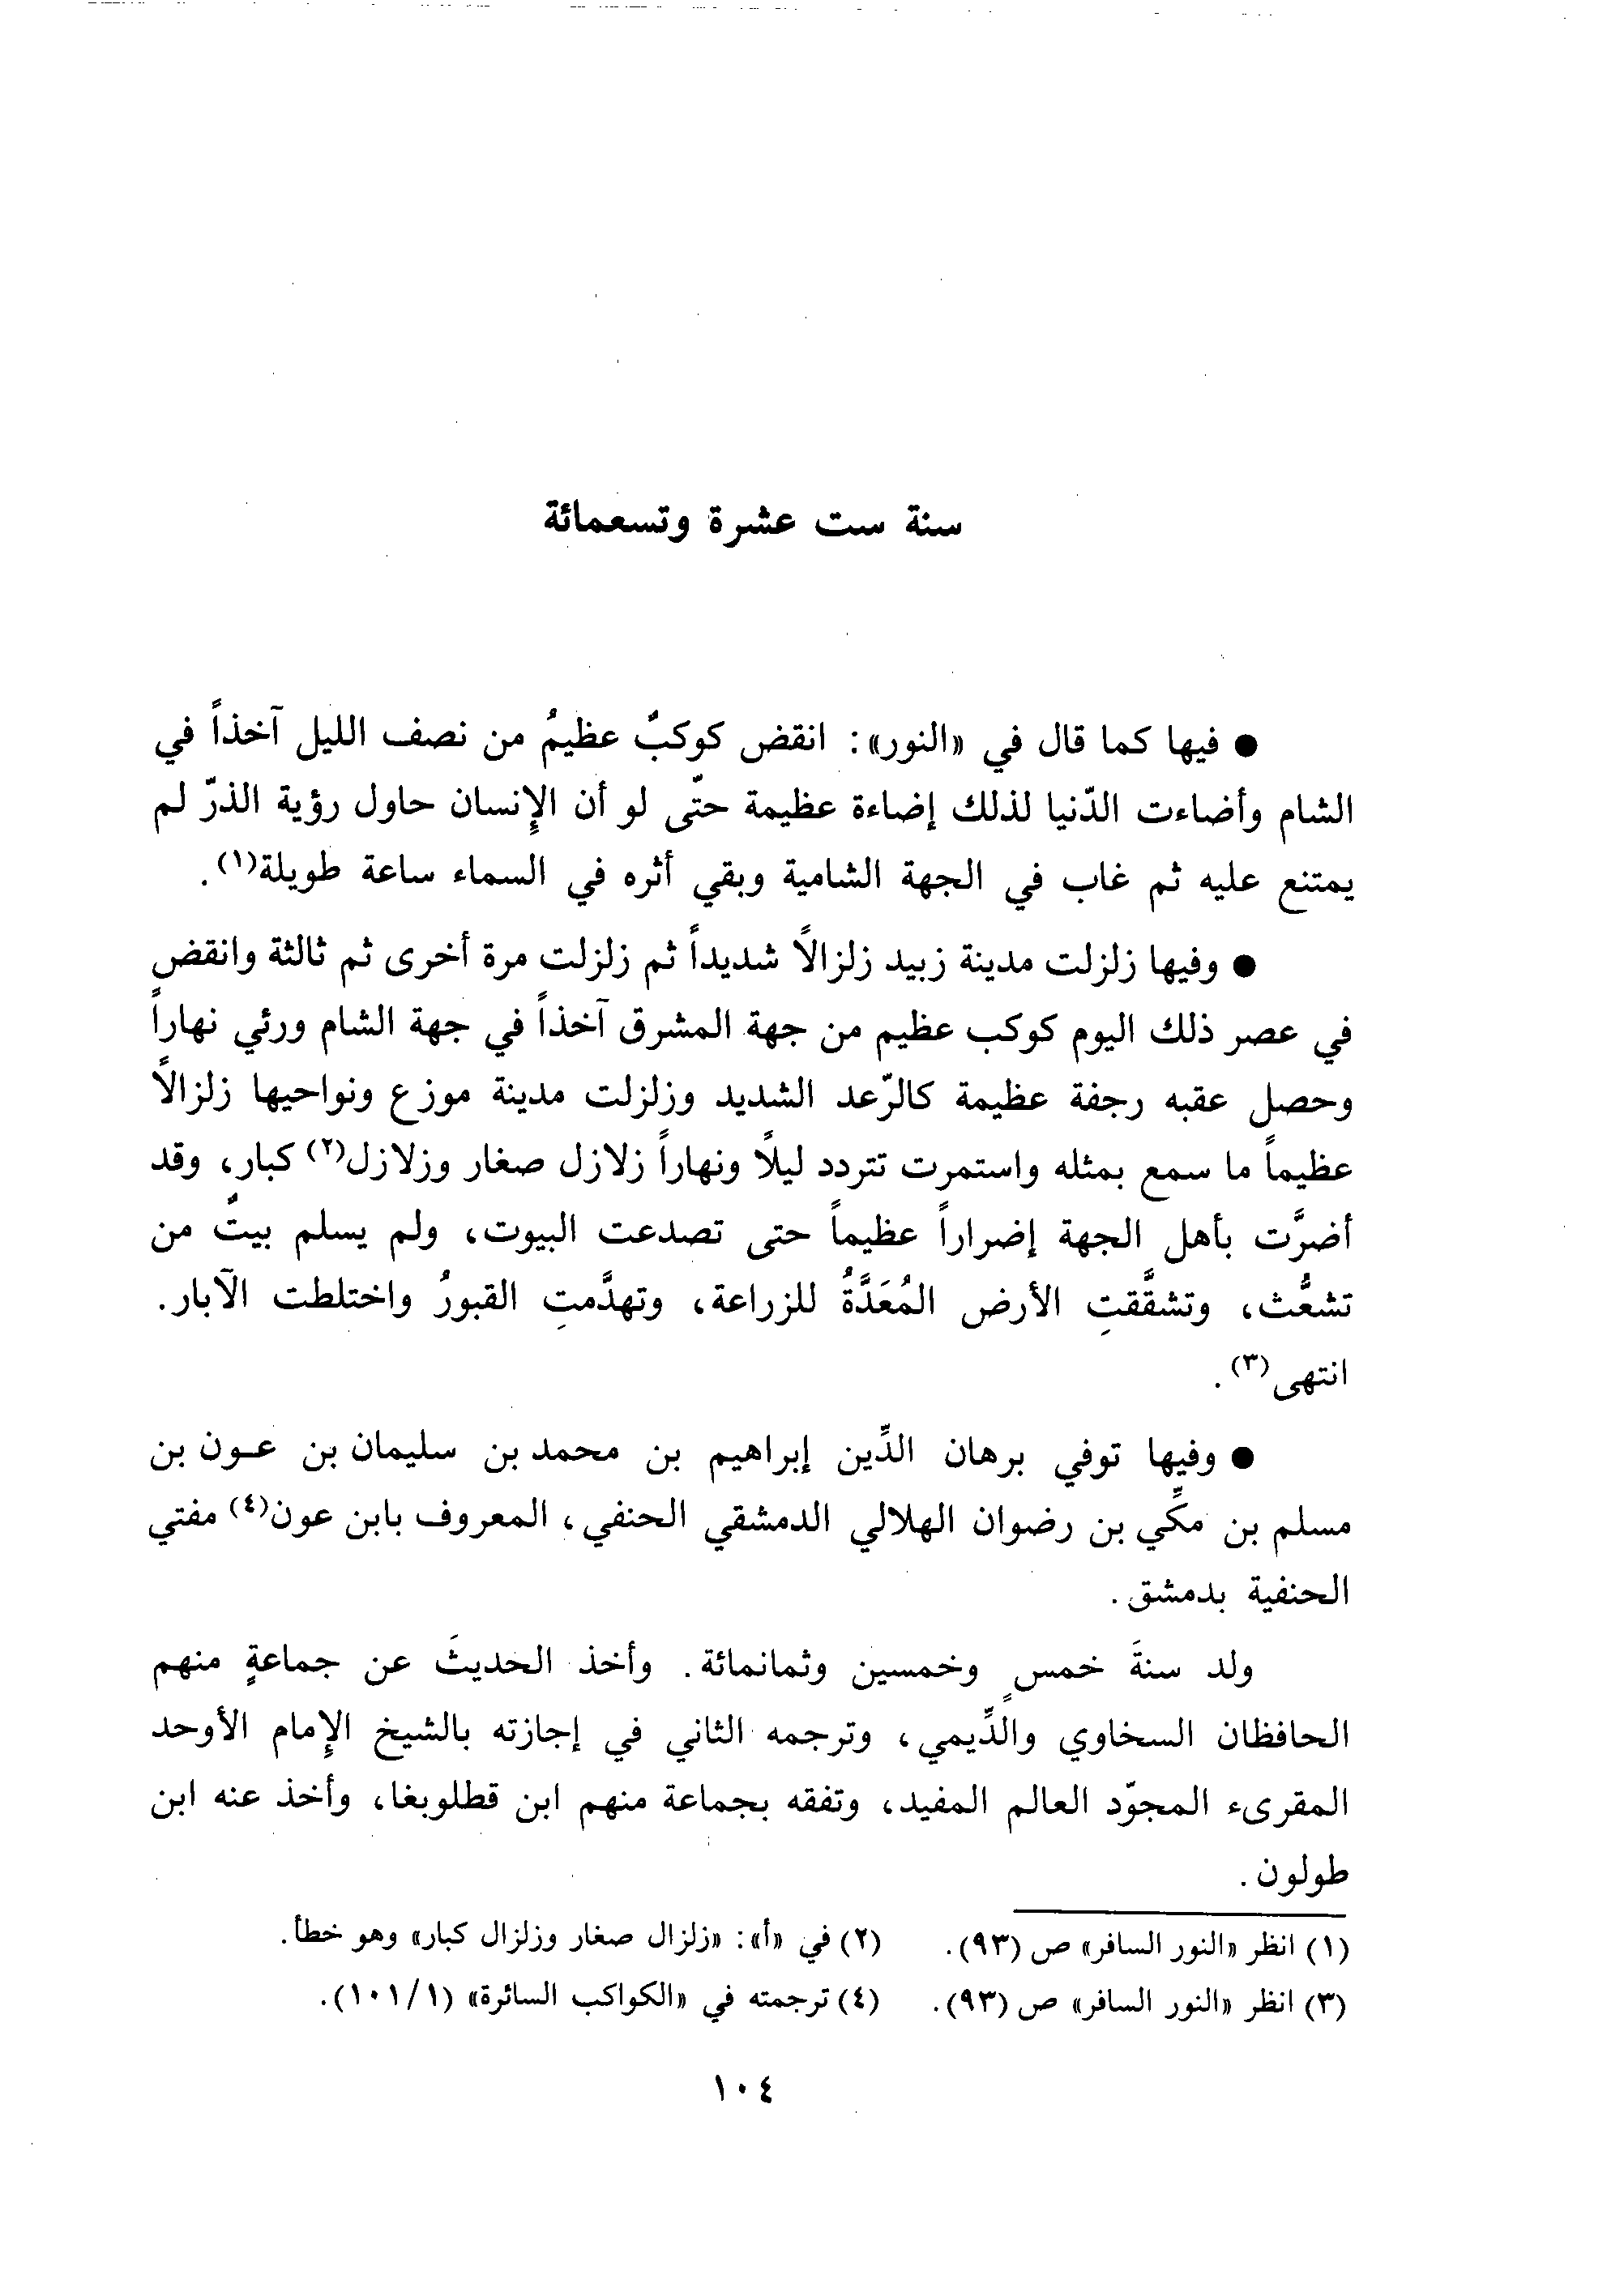 سنة ست عشرة وتسعمائة
● فيها كما قال في «النور»: انقض كوكبٌ عظيمُ من نصف الليل آخذاً في
الشام وأضاءت الدّنيا لذلك إضاءة عظيمة حتّى لو أن الإِنسان حاول رؤية الذرّ لم
يمتنع عليه ثم غاب في الجهة الشامية وبقي أثره في السماء ساعة طويلة(١).
● وفيها زلزلت مدينة زبيد زلزالاً شديداً ثم زلزلت مرة أخرى ثم ثالثة وانقض
في عصر ذلك اليوم كوكب عظيم من جهة المشرق آخذاً في جهة الشام ورئي نهاراً
وحصل عقبه رجفة عظيمة كالرّعد الشديد وزلزلت مدينة موزع ونواحيها زلزالاً
عظيماً ما سمع بمثله واستمرت تتردد ليلاً ونهاراً زلازل صغار وزلازل(٢) كبار، وقد
أضرَّت بأهل الجهة إضراراً عظيماً حتى تصدعت البيوت، ولم يسلم بيتٌ من
تشعُّث، وتشقَّقتِ الأرض المُعَدَّةُ للزراعة، وتهدَّمتِ القبورُ واختلطت الآبار.
انتهى(٣).
● وفيها توفي برهان الدِّين إبراهيم بن محمد بن سليمان بن عـون بن
مسلم بن مكِّي بن رضوان الهلالي الدمشقي الحنفي، المعروف بابن عون(٤) مفتي
الحنفية بدمشق.
ولد سنةَ خمسٍ وخمسين وثمانمائة. وأخذ الحديثَ عن جماعةٍ منهم
الحافظان السخاوي والدِّيمي، وترجمه الثاني في إجازته بالشيخ الإِمام الأوحد
المقرىء المجوّد العالم المفيد، وتفقه بجماعة منهم ابن قطلوبغا، وأخذ عنه ابن
طولون.
(١) انظر «النور السافر» ص (٩٣). (٢) في «أ»: «زلزال صغار وزلزال كبار» وهو خطأ.
(٣) انظر «النور السافر» ص (٩٣). (٤) ترجمته في «الكواكب السائرة» (١/١٠١).
١٠٤